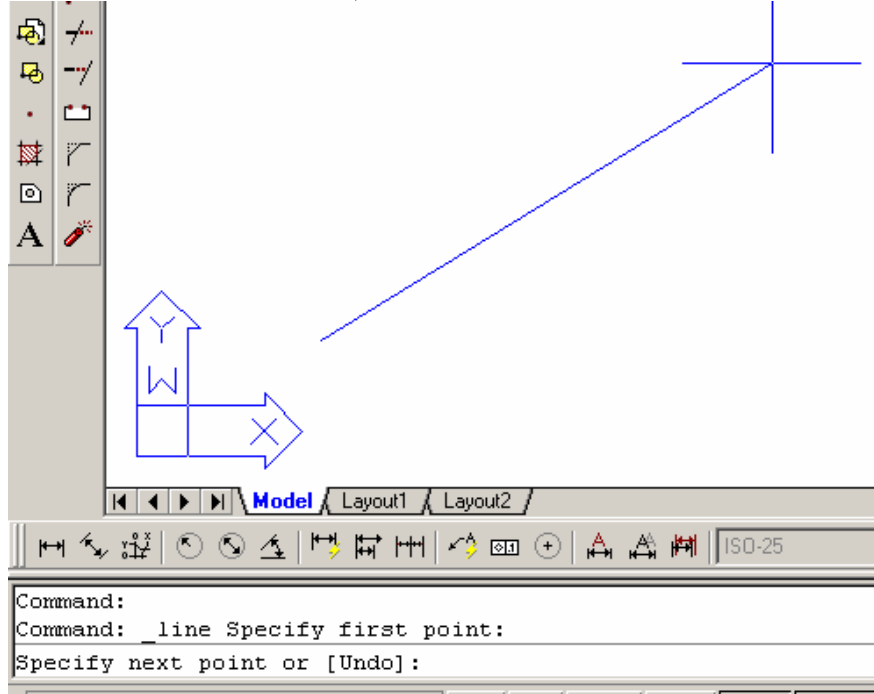 A
Y
W
X
Model Layout1 Layout2
ISO-25
Command:
Command: _line Specify first point:
Specify next point or [Undo]: